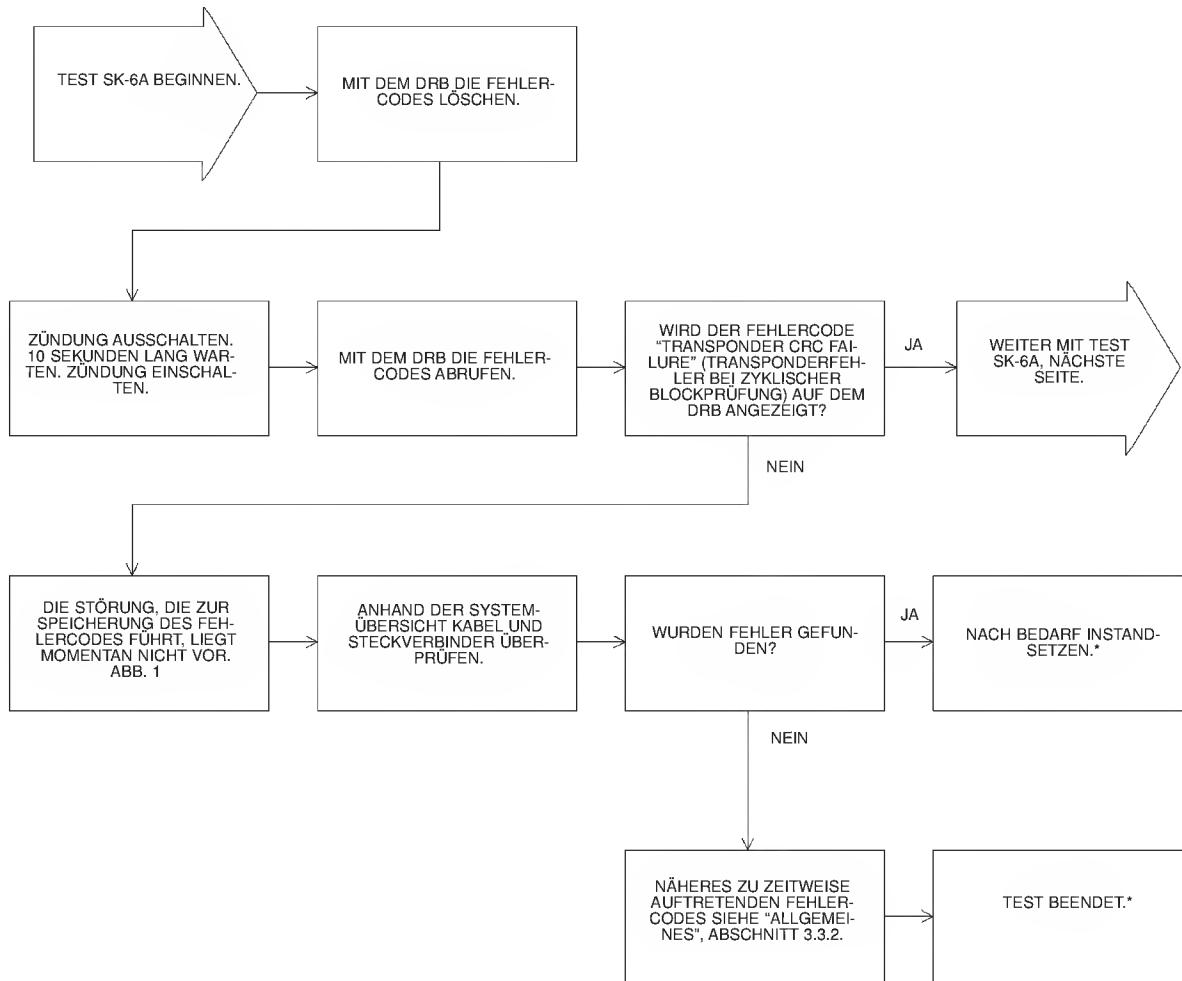 TEST SK-6A BEGINNEN.
MIT DEM DRB DIE FEHLER-
CODES LÖSCHEN.
ZÜNDUNG AUSSCHALTEN.
10 SEKUNDEN LANG WAR-
TEN. ZÜNDUNG EINSCHAL-
TEN.
MIT DEM DRB DIE FEHLER-
CODES ABRUFEN.
WIRD DER FEHLERCODE
“TRANSPONDER CRC FAI-
LURE” (TRANSPONDERFEH-
LER BEI ZYKLISCHER
BLOCKPRÜFUNG) AUF DEM
DRB ANGEZEIGT?
JA
WEITER MIT TEST
SK-6A, NÄCHSTE
SEITE.
NEIN
DIE STÖRUNG, DIE ZUR
SPEICHERUNG DES FEH-
LERCODES FÜHRT, LIEGT
MOMENTAN NICHT VOR.
ABB. 1
ANHAND DER SYSTEM-
ÜBERSICHT KABEL UND
STECKVERBINDER ÜBER-
PRÜFEN.
WURDEN FEHLER GEFUN-
DEN?
JA
NACH BEDARF INSTAND-
SETZEN.*
NEIN
NÄHERES ZU ZEITWEISE
AUFTRETENDEN FEHLER-
CODES SIEHE “ALLGEMEI-
NES”, ABSCHNITT 3.3.2.
TEST BEENDET.*